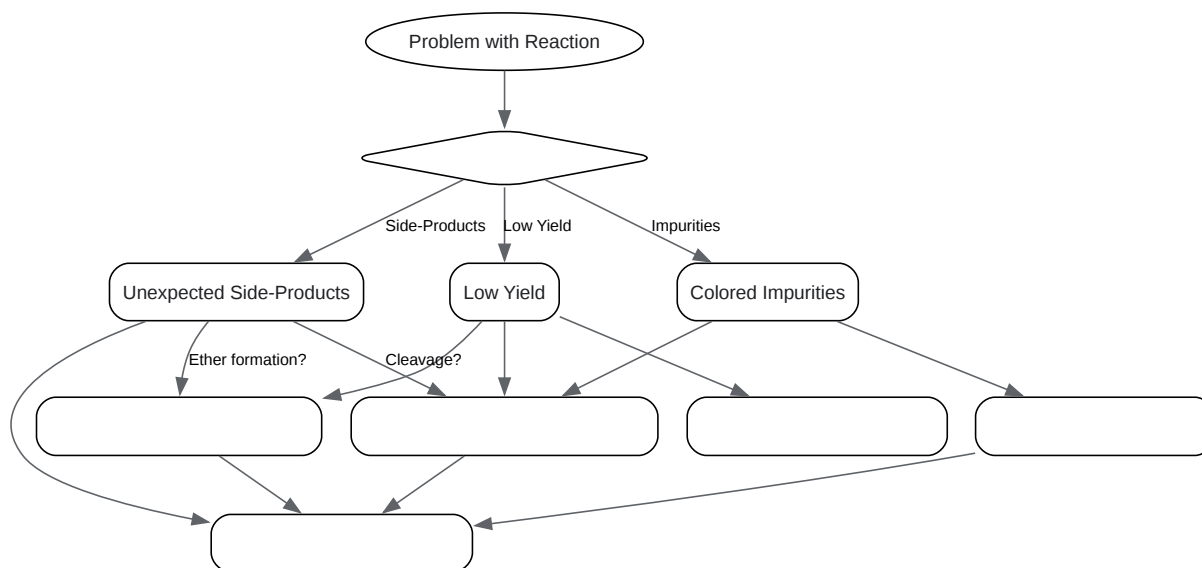 Problem with Reaction
Side-Products
Low Yield
Impurities
Unexpected Side-Products
Low Yield
Colored Impurities
Ether formation?
Cleavage?